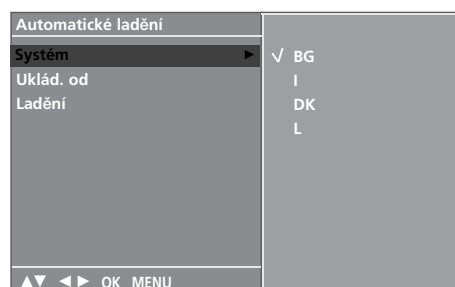 Automatické ladění
Systém ►
Uklád. od
Ladění
√ BG
I
DK
L
▲▼ ◄► OK MENU